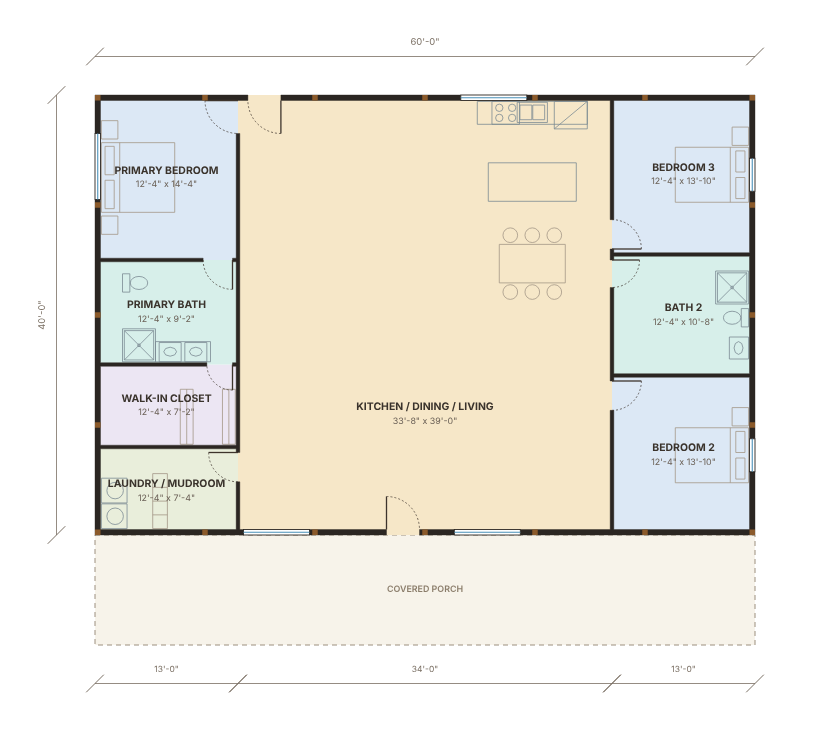 60'-0"
PRIMARY BEDROOM
12'-4" x 14'-4"
BEDROOM 3
12'-4" x 13'-10"
40'-0"
PRIMARY BATH
12'-4" x 9'-2"
BATH 2
12'-4" x 10'-8"
WALK-IN CLOSET
12'-4" x 7'-2"
KITCHEN / DINING / LIVING
33'-8" x 39'-0"
BEDROOM 2
12'-4" x 13'-10"
LAUNDRY / MUDROOM
12'-4" x 7'-4"
COVERED PORCH
13'-0"
34'-0"
13'-0"